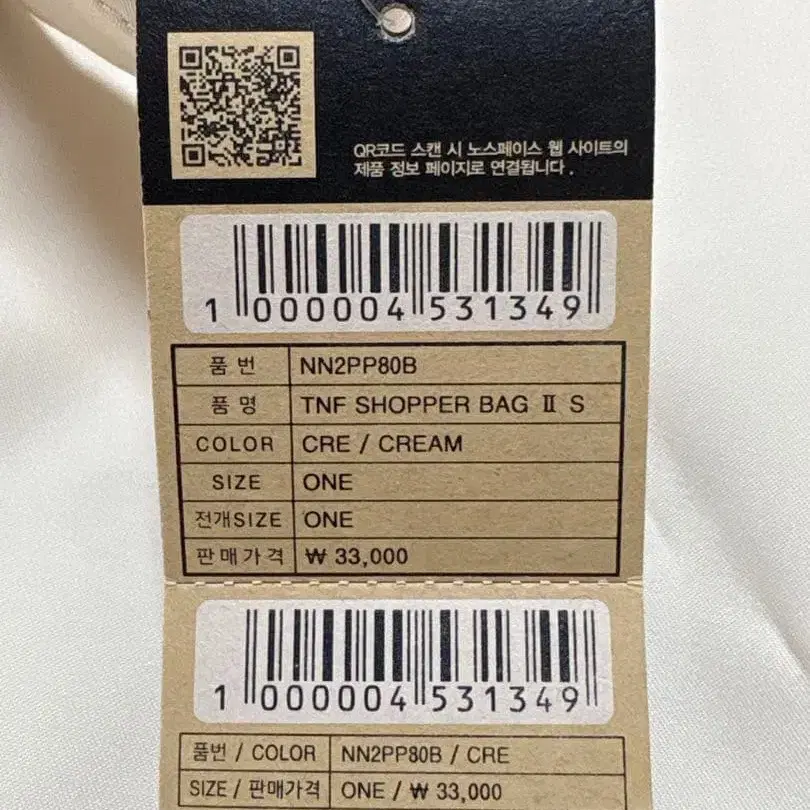 QR코드 스캔 시 노스페이스 웹 사이트의
제품 정보 페이지로 연결됩니다.
1 000004 531349
품 번 NN2PP80B
품 명 TNF SHOPPER BAG Ⅱ S
COLOR CRE / CREAM
SIZE ONE
전개SIZE ONE
판매가격 ₩ 33,000
1 000004 531349
품번 / COLOR NN2PP80B / CRE
SIZE / 판매가격 ONE / ₩ 33,000